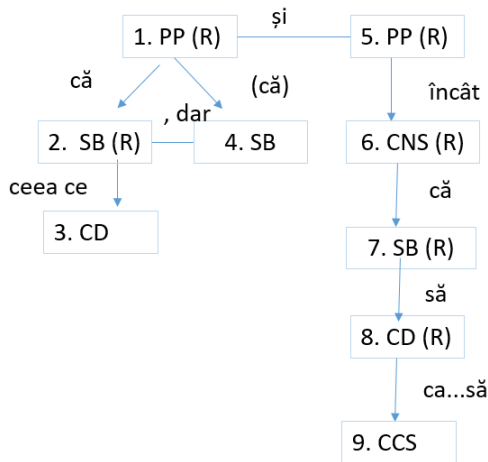 1. PP (R)
și
5. PP (R)
că
(că)
încât
2. SB (R)
, dar
4. SB
6. CNS (R)
ceea ce
că
3. CD
7. SB (R)
să
8. CD (R)
ca...să
9. CCS